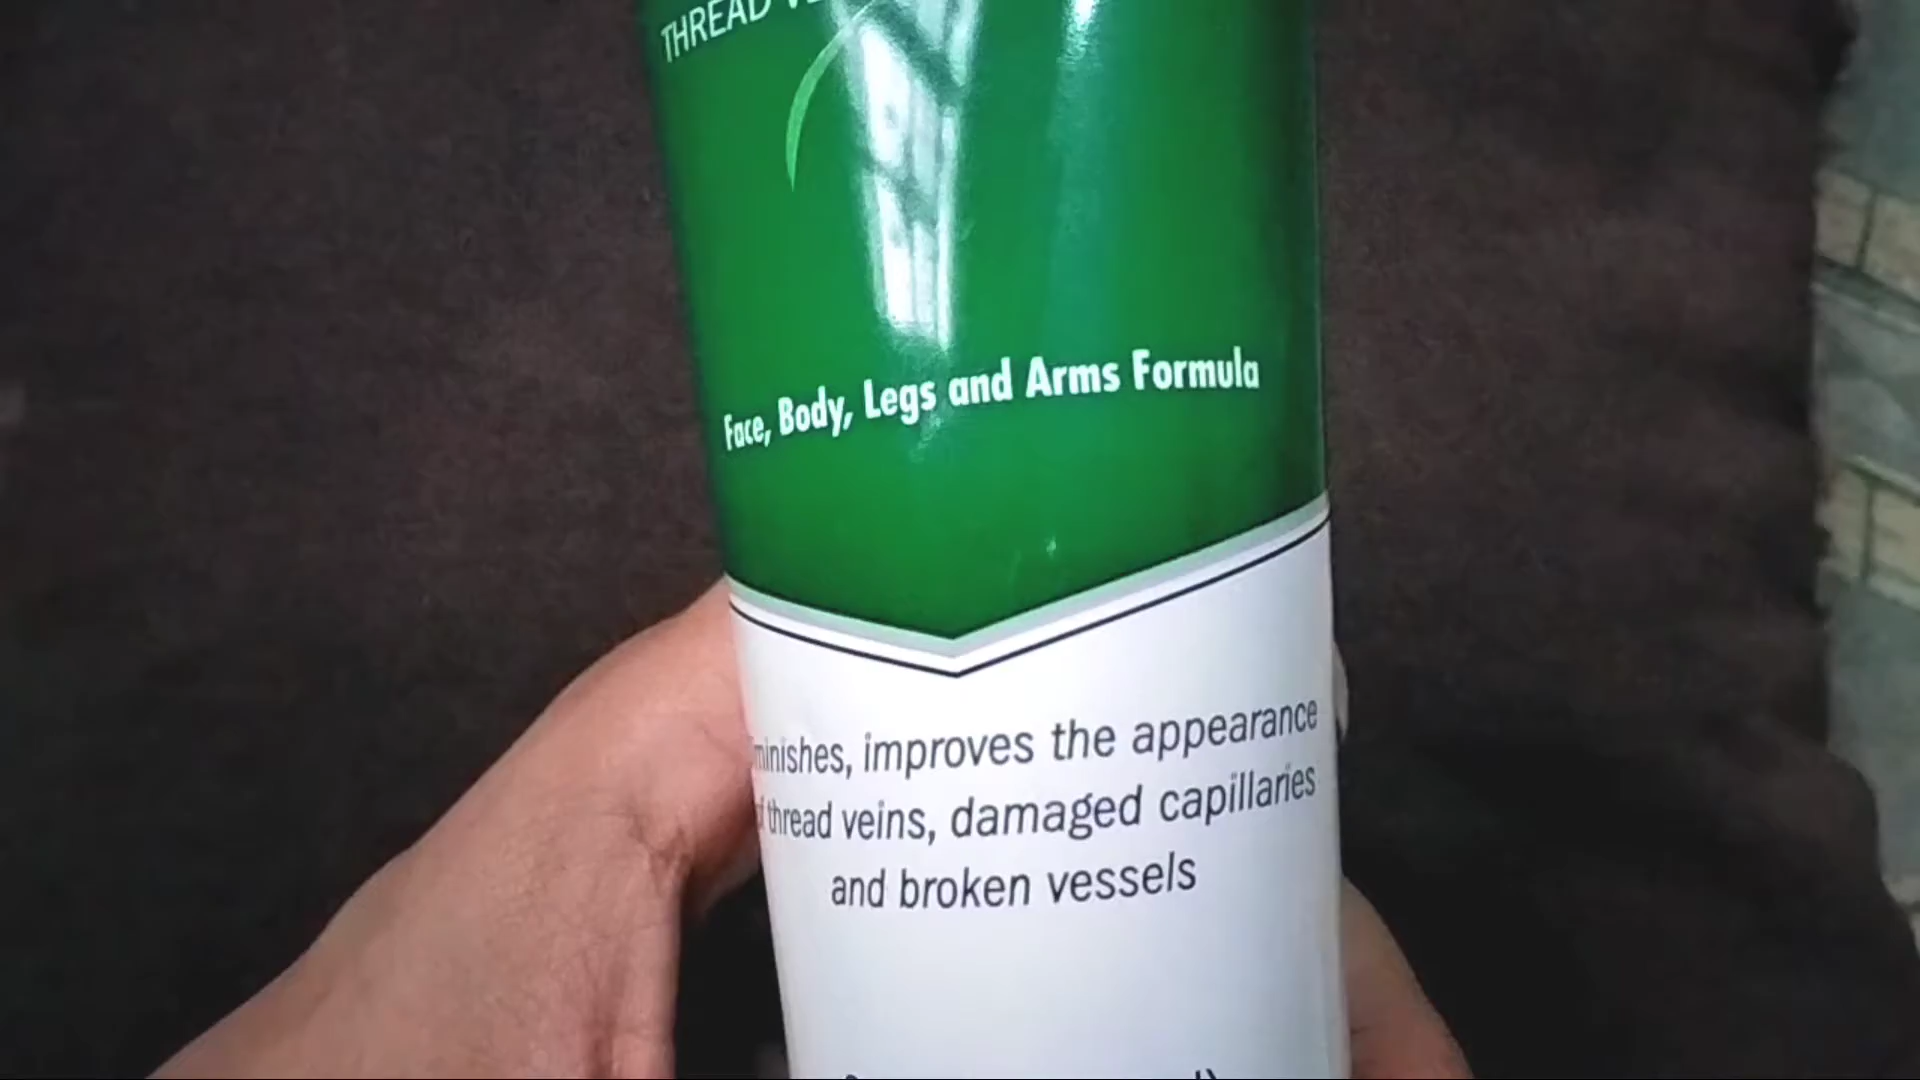 THREAD
Face, Body, Legs and Arms Formula
improves the appearance
thread veins, damaged capillaries
and broken vessels